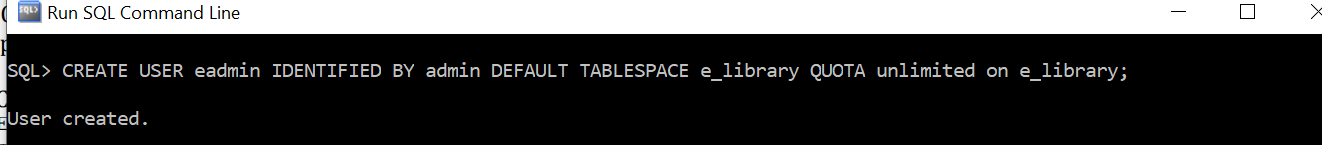 Run SQL Command Line
SQL> CREATE USER eadmin IDENTIFIED BY admin DEFAULT TABLESPACE e_library QUOTA unlimited on e_library;
User created.